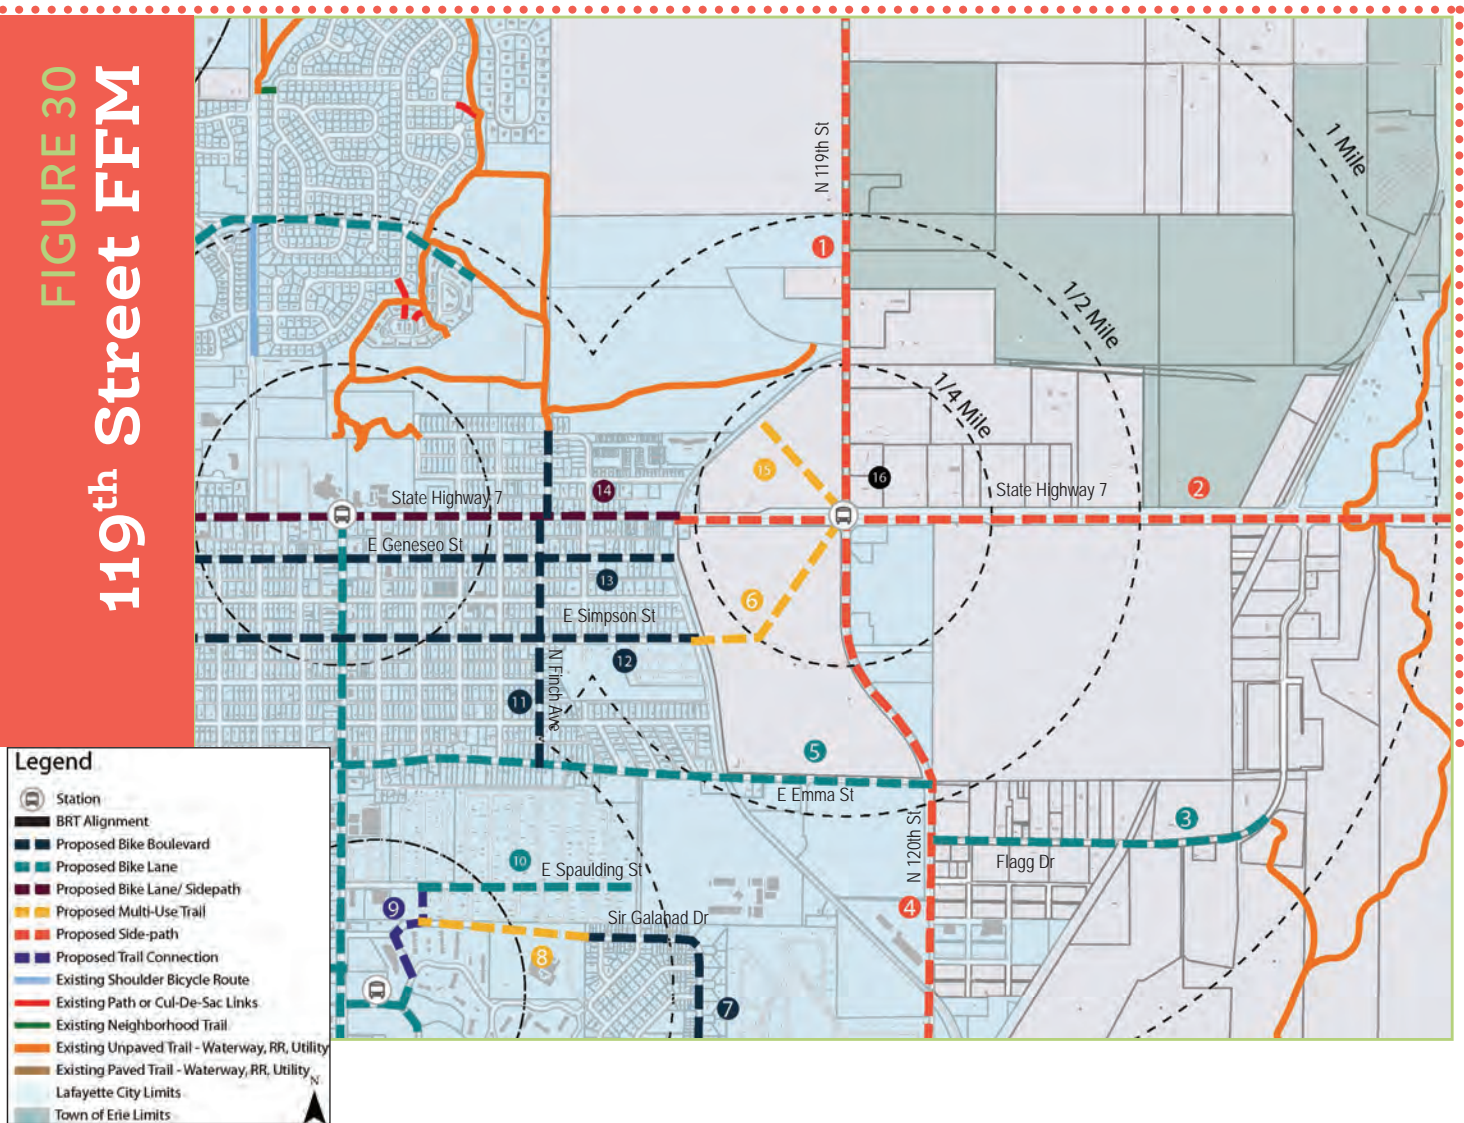 FIGURE 30
119th Street FFM
N 119th St
1 Mile
1
1/2 Mile
1/4 Mile
15
16
14
State Highway 7
State Highway 7
2
E Geneseo St
13
6
E Simpson St
12
N Finch Ave
11
5
E Emma St
3
N 120th St
Flagg Dr
10
E Spaulding St
9
Sir Galahad Dr
4
8
7
Legend
Station
BRT Alignment
Proposed Bike Boulevard
Proposed Bike Lane
Proposed Bike Lane/ Sidepath
Proposed Multi-Use Trail
Proposed Side-path
Proposed Trail Connection
Existing Shoulder Bicycle Route
Existing Path or Cul-De-Sac Links
Existing Neighborhood Trail
Existing Unpaved Trail - Waterway, RR, Utility
Existing Paved Trail - Waterway, RR, Utility
N
Lafayette City Limits
Town of Erie Limits